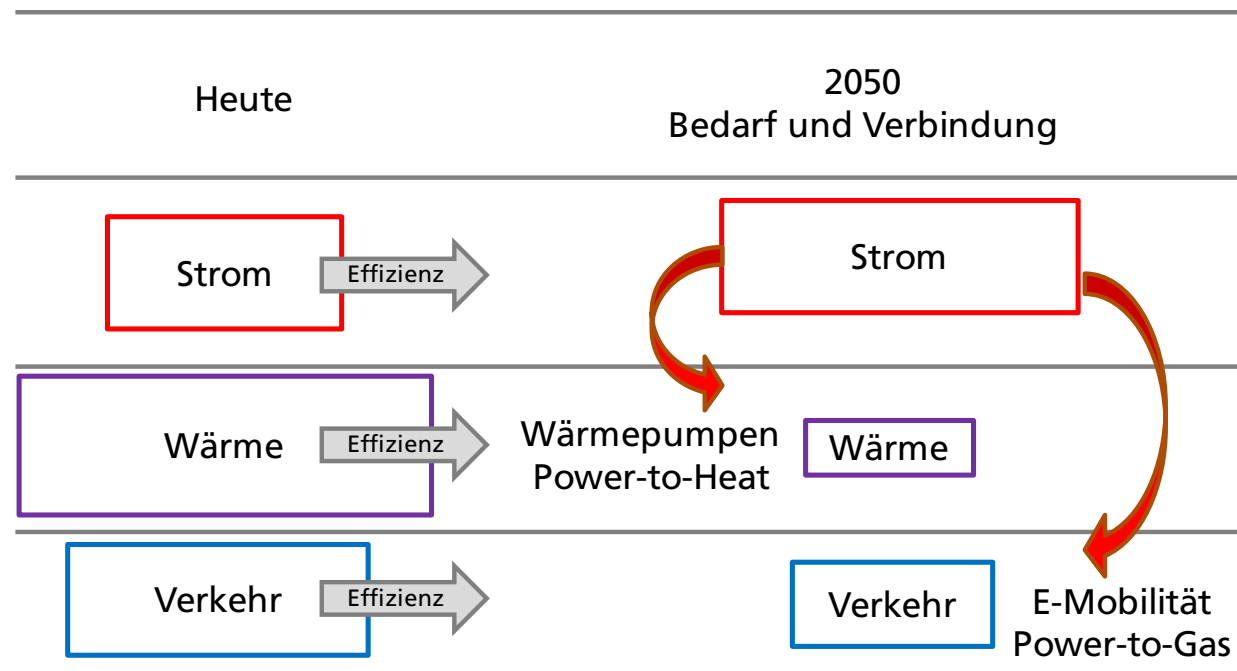 Heute
2050
Bedarf und Verbindung
Strom
Effizienz
Strom
Wärme
Effizienz
Wärmepumpen
Power-to-Heat
Wärme
Verkehr
Effizienz
Verkehr
E-Mobilität
Power-to-Gas